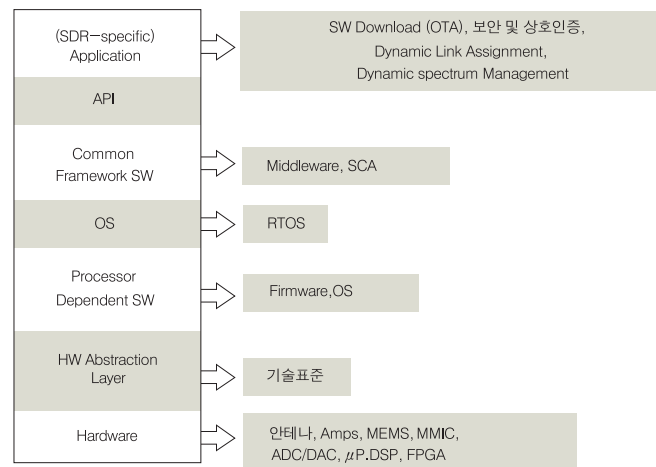 (SDR-specific)
Application
SW Download (OTA), 보안 및 상호인증,
Dynamic Link Assignment,
Dynamic spectrum Management
API
Common
Framework SW
Middleware, SCA
OS
RTOS
Processor
Dependent SW
Firmware,OS
HW Abstraction
Layer
기술표준
Hardware
안테나, Amps, MEMS, MMIC,
ADC/DAC, μP.DSP, FPGA